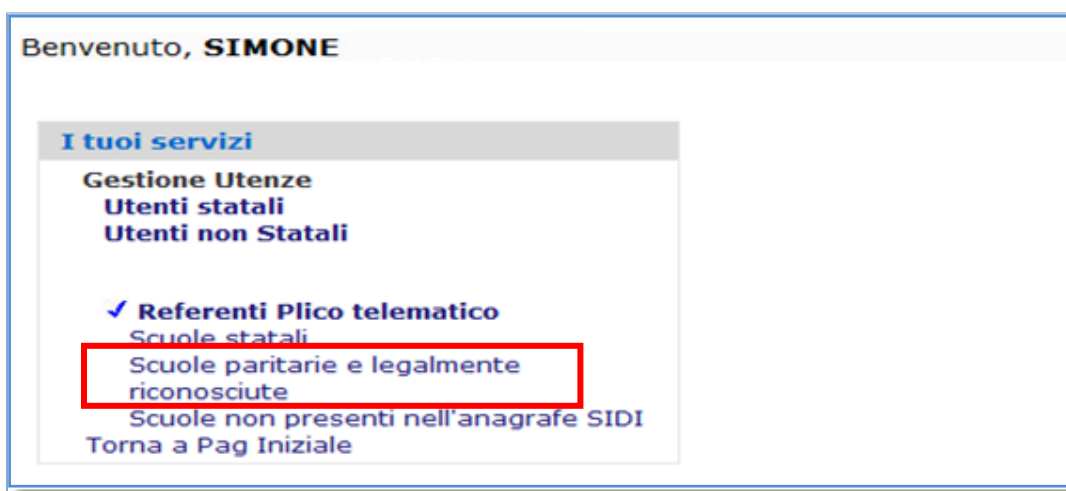 Benvenuto, SIMONE
I tuoi servizi
Gestione Utenze
Utenti statali
Utenti non Statali
Referenti Plico telematico
Scuole statali
Scuole paritarie e legalmente
riconosciute
Scuole non presenti nell'anagrafe SIDI
Torna a Pag Iniziale